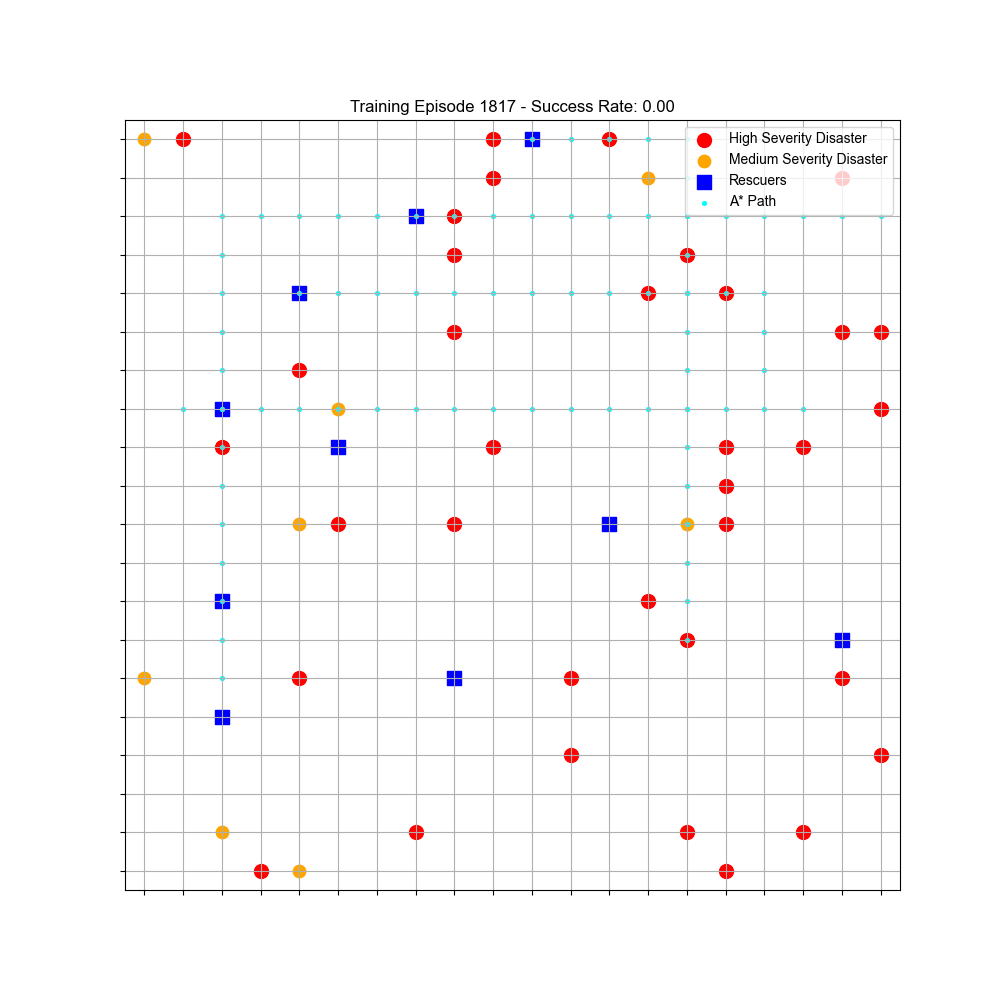 Training Episode 1817 - Success Rate: 0.00
High Severity Disaster
Medium Severity Disaster
Rescuers
A* Path